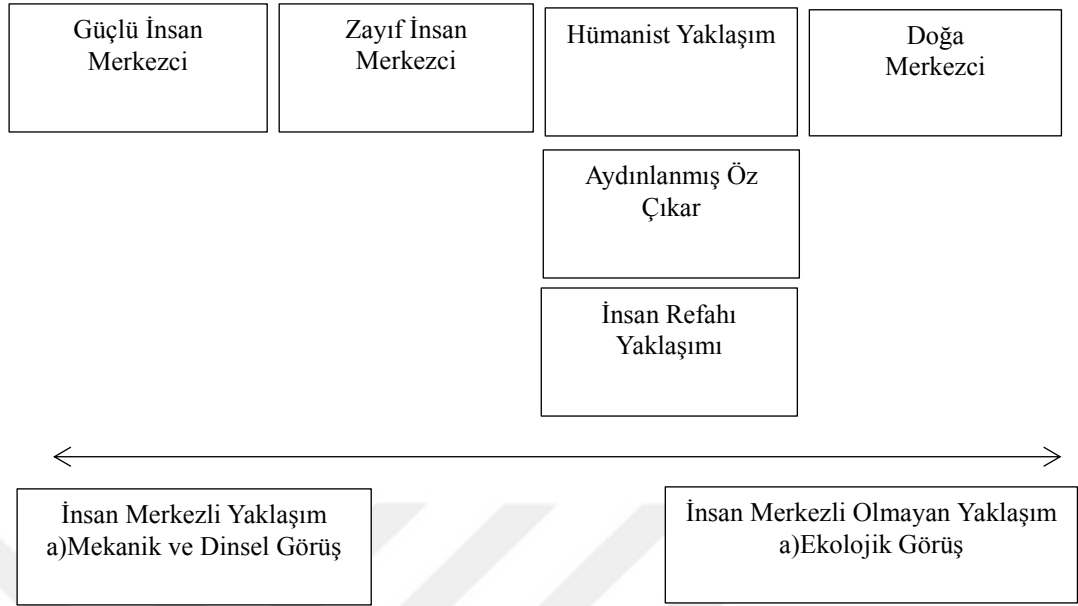 Güçlü İnsan
Merkezci
Zayıf İnsan
Merkezci
Hümanist Yaklaşım
Doğa
Merkezci
Aydınlanmış Öz
Çıkar
İnsan Refahı
Yaklaşımı
İnsan Merkezli Yaklaşım
a)Mekanik ve Dinsel Görüş
İnsan Merkezli Olmayan Yaklaşım
a)Ekolojik Görüş